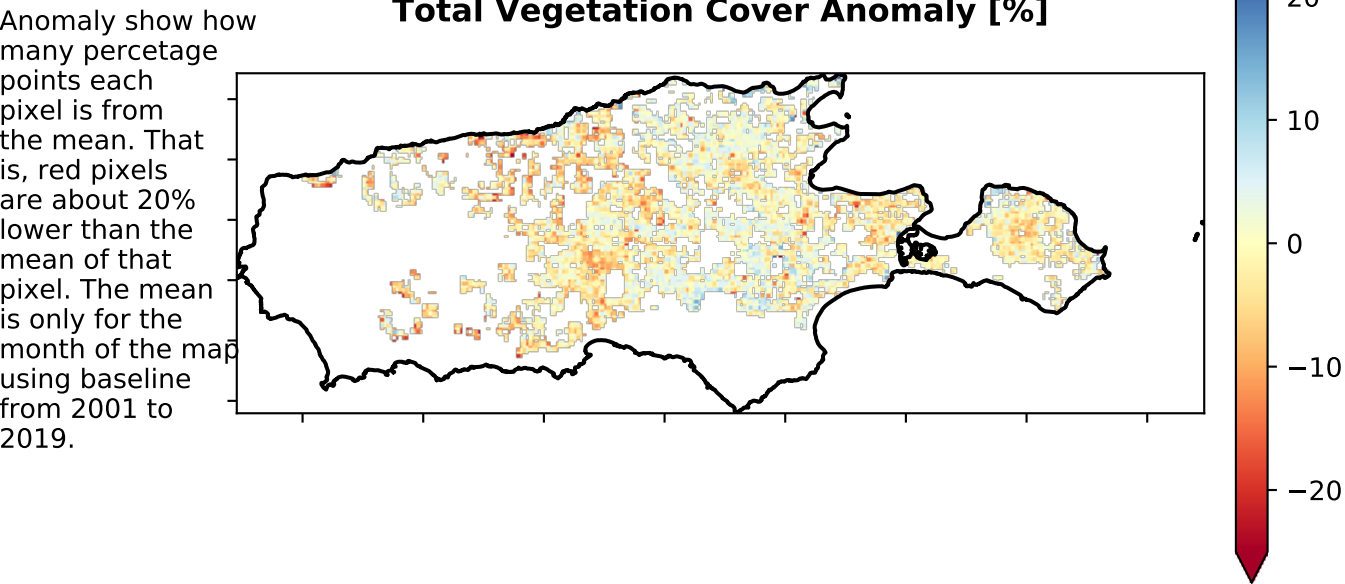 Total Vegetation Cover Anomaly [%]
Anomaly show how
many percetage
points each
pixel is from
the mean. That
is, red pixels
are about 20%
lower than the
mean of that
pixel. The mean
is only for the
month of the map
using baseline
from 2001 to
2019.
20
10
0
−10
−20